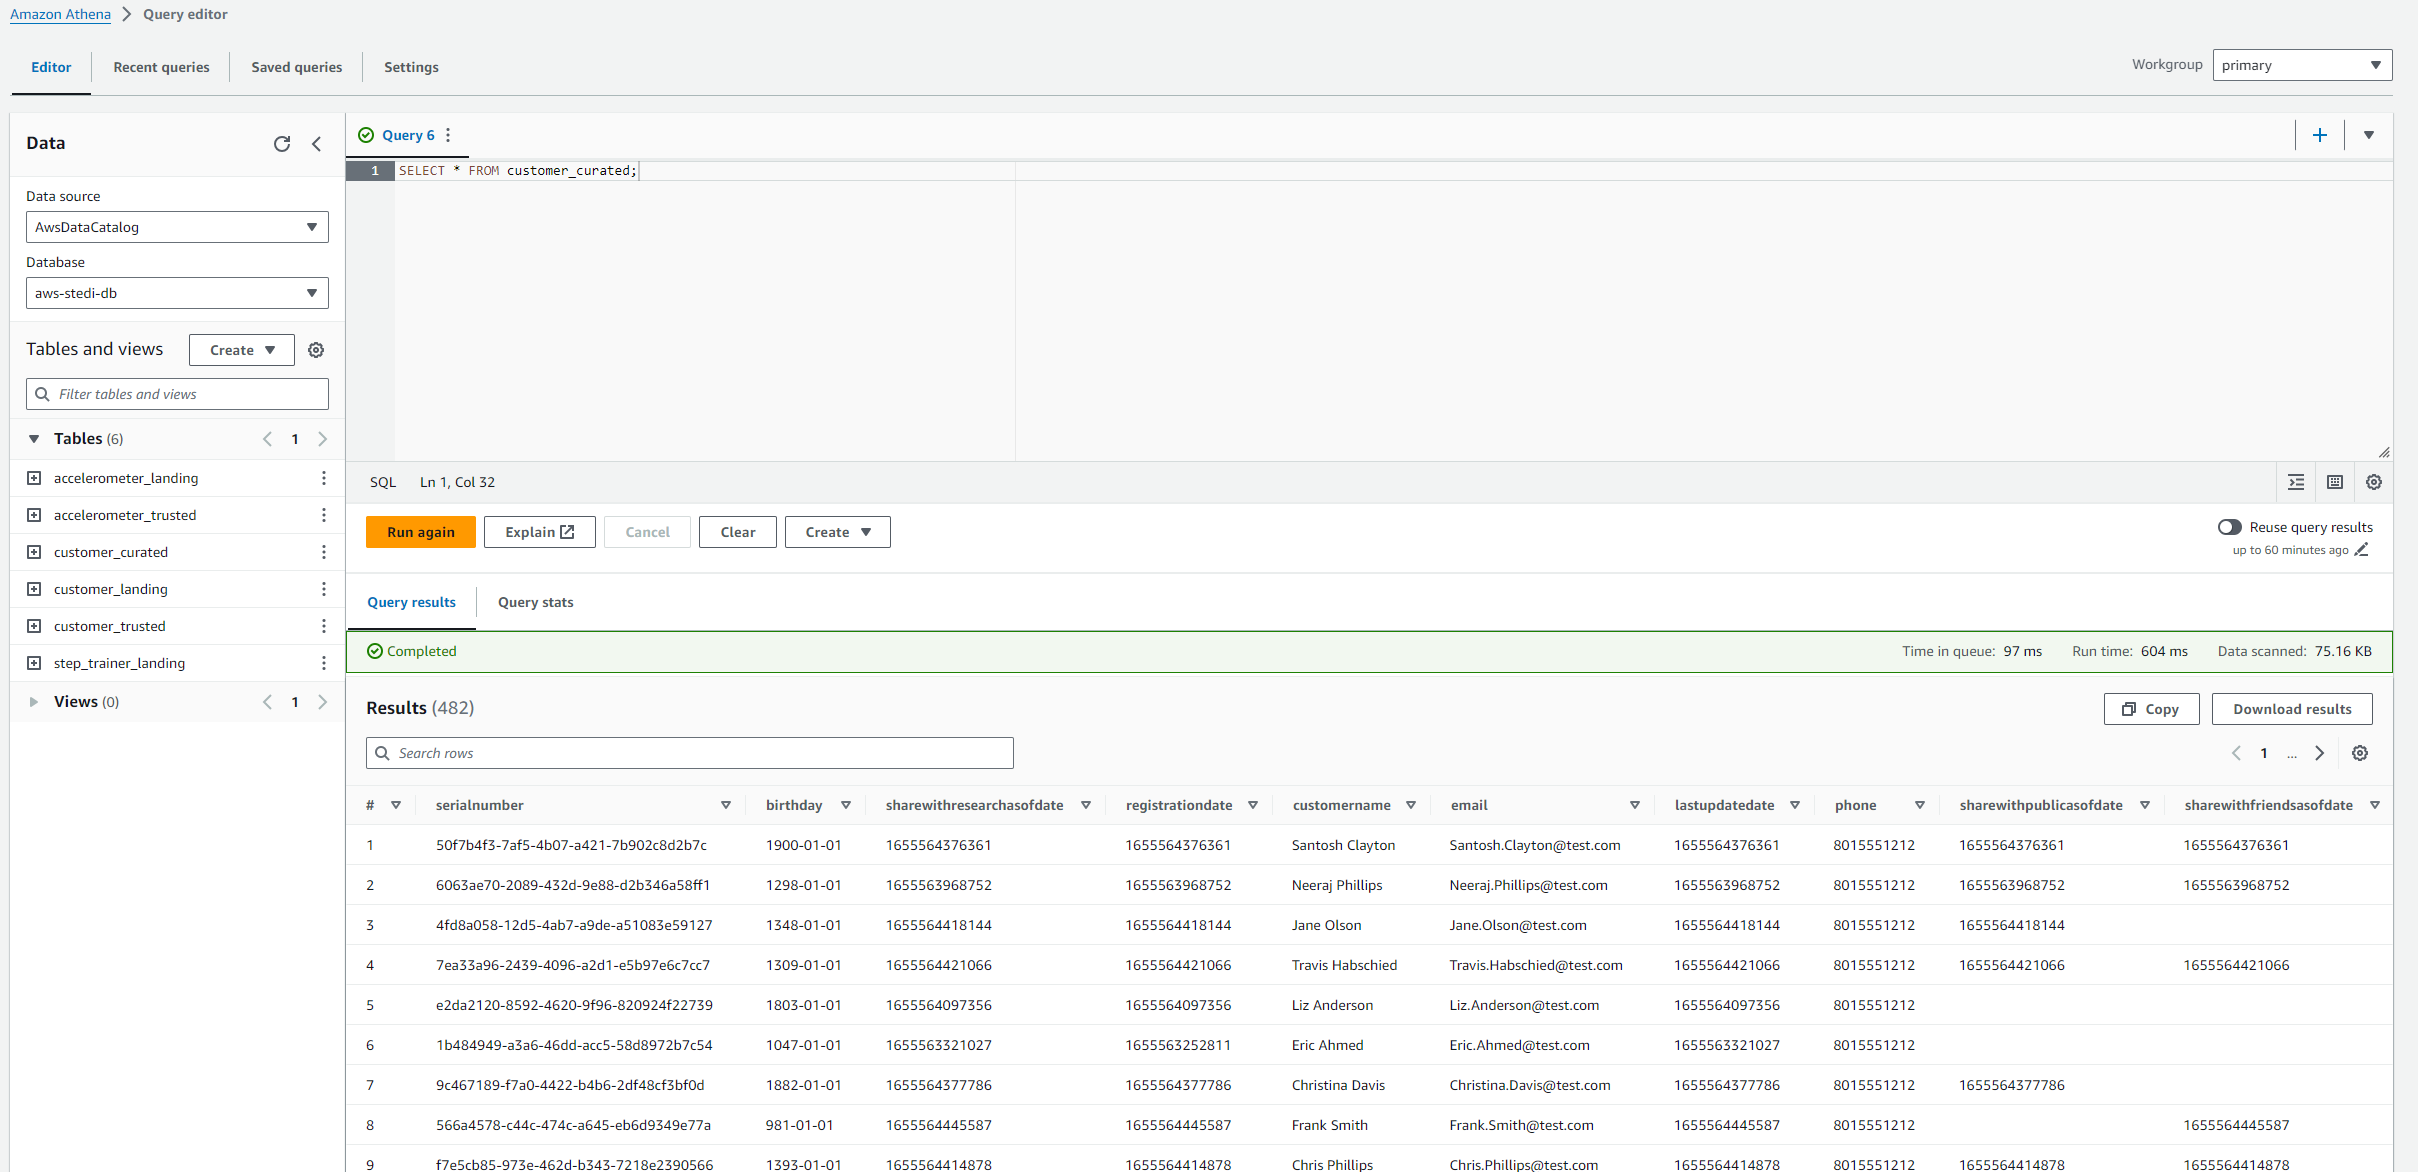 Amazon Athena > Query editor
Editor Recent queries Saved queries Settings Workgroup primary
Data
Data source
AwsDataCatalog
Database
aws-stedi-db
Tables and views Create
Filter tables and views
Tables (6) 1
accelerometer_landing
accelerometer_trusted
customer_curated
customer_landing
customer_trusted
step_trainer_landing
Views (0) 1
Query 6
1 SELECT * FROM customer_curated;
SQL Ln 1, Col 32
Run again Explain Cancel Clear Create
Reuse query results
up to 60 minutes ago
Query results Query stats
Completed Time in queue: 97 ms Run time: 604 ms Data scanned: 75.16 KB
Results (482) Copy Download results
Search rows 1 ...
# serialnumber birthday sharewithresearchasofdate registrationdate customername email lastupdatedate phone sharewithpublicasofdate sharewithfriendsasofdate
1 50f7b4f3-7af5-4b07-a421-7b902c8d2b7c 1900-01-01 1655564376361 1655564376361 Santosh Clayton Santosh.Clayton@test.com 1655564376361 8015551212 1655564376361 1655564376361
2 6063ae70-2089-432d-9e88-d2b346a58ff1 1298-01-01 1655563968752 1655563968752 Neeraj Phillips Neeraj.Phillips@test.com 1655563968752 8015551212 1655563968752 1655563968752
3 4fd8a058-12d5-4ab7-a9de-a51083e59127 1348-01-01 1655564418144 1655564418144 Jane Olson Jane.Olson@test.com 1655564418144 8015551212 1655564418144
4 7ea33a96-2439-4096-a2d1-e5b97e6c7cc7 1309-01-01 1655564421066 1655564421066 Travis Habschied Travis.Habschied@test.com 1655564421066 8015551212 1655564421066 1655564421066
5 e2da2120-8592-4620-9f96-820924f22739 1803-01-01 1655564097356 1655564097356 Liz Anderson Liz.Anderson@test.com 1655564097356 8015551212
6 1b484949-a3a6-46dd-acc5-58d8972b7c54 1047-01-01 1655563321027 1655563252811 Eric Ahmed Eric.Ahmed@test.com 1655563321027 8015551212
7 9c467189-f7a0-4422-b4b6-2df48cf3bf0d 1882-01-01 1655564377786 1655564377786 Christina Davis Christina.Davis@test.com 1655564377786 8015551212 1655564377786
8 566a4578-c44c-474c-a645-eb6d9349e77a 981-01-01 1655564445587 1655564445587 Frank Smith Frank.Smith@test.com 1655564445587 8015551212 1655564445587
9 f7e5cb85-973e-462d-b343-7218e2390566 1393-01-01 1655564414878 1655564414878 Chris Phillips Chris.Phillips@test.com 1655564414878 8015551212 1655564414878 1655564414878